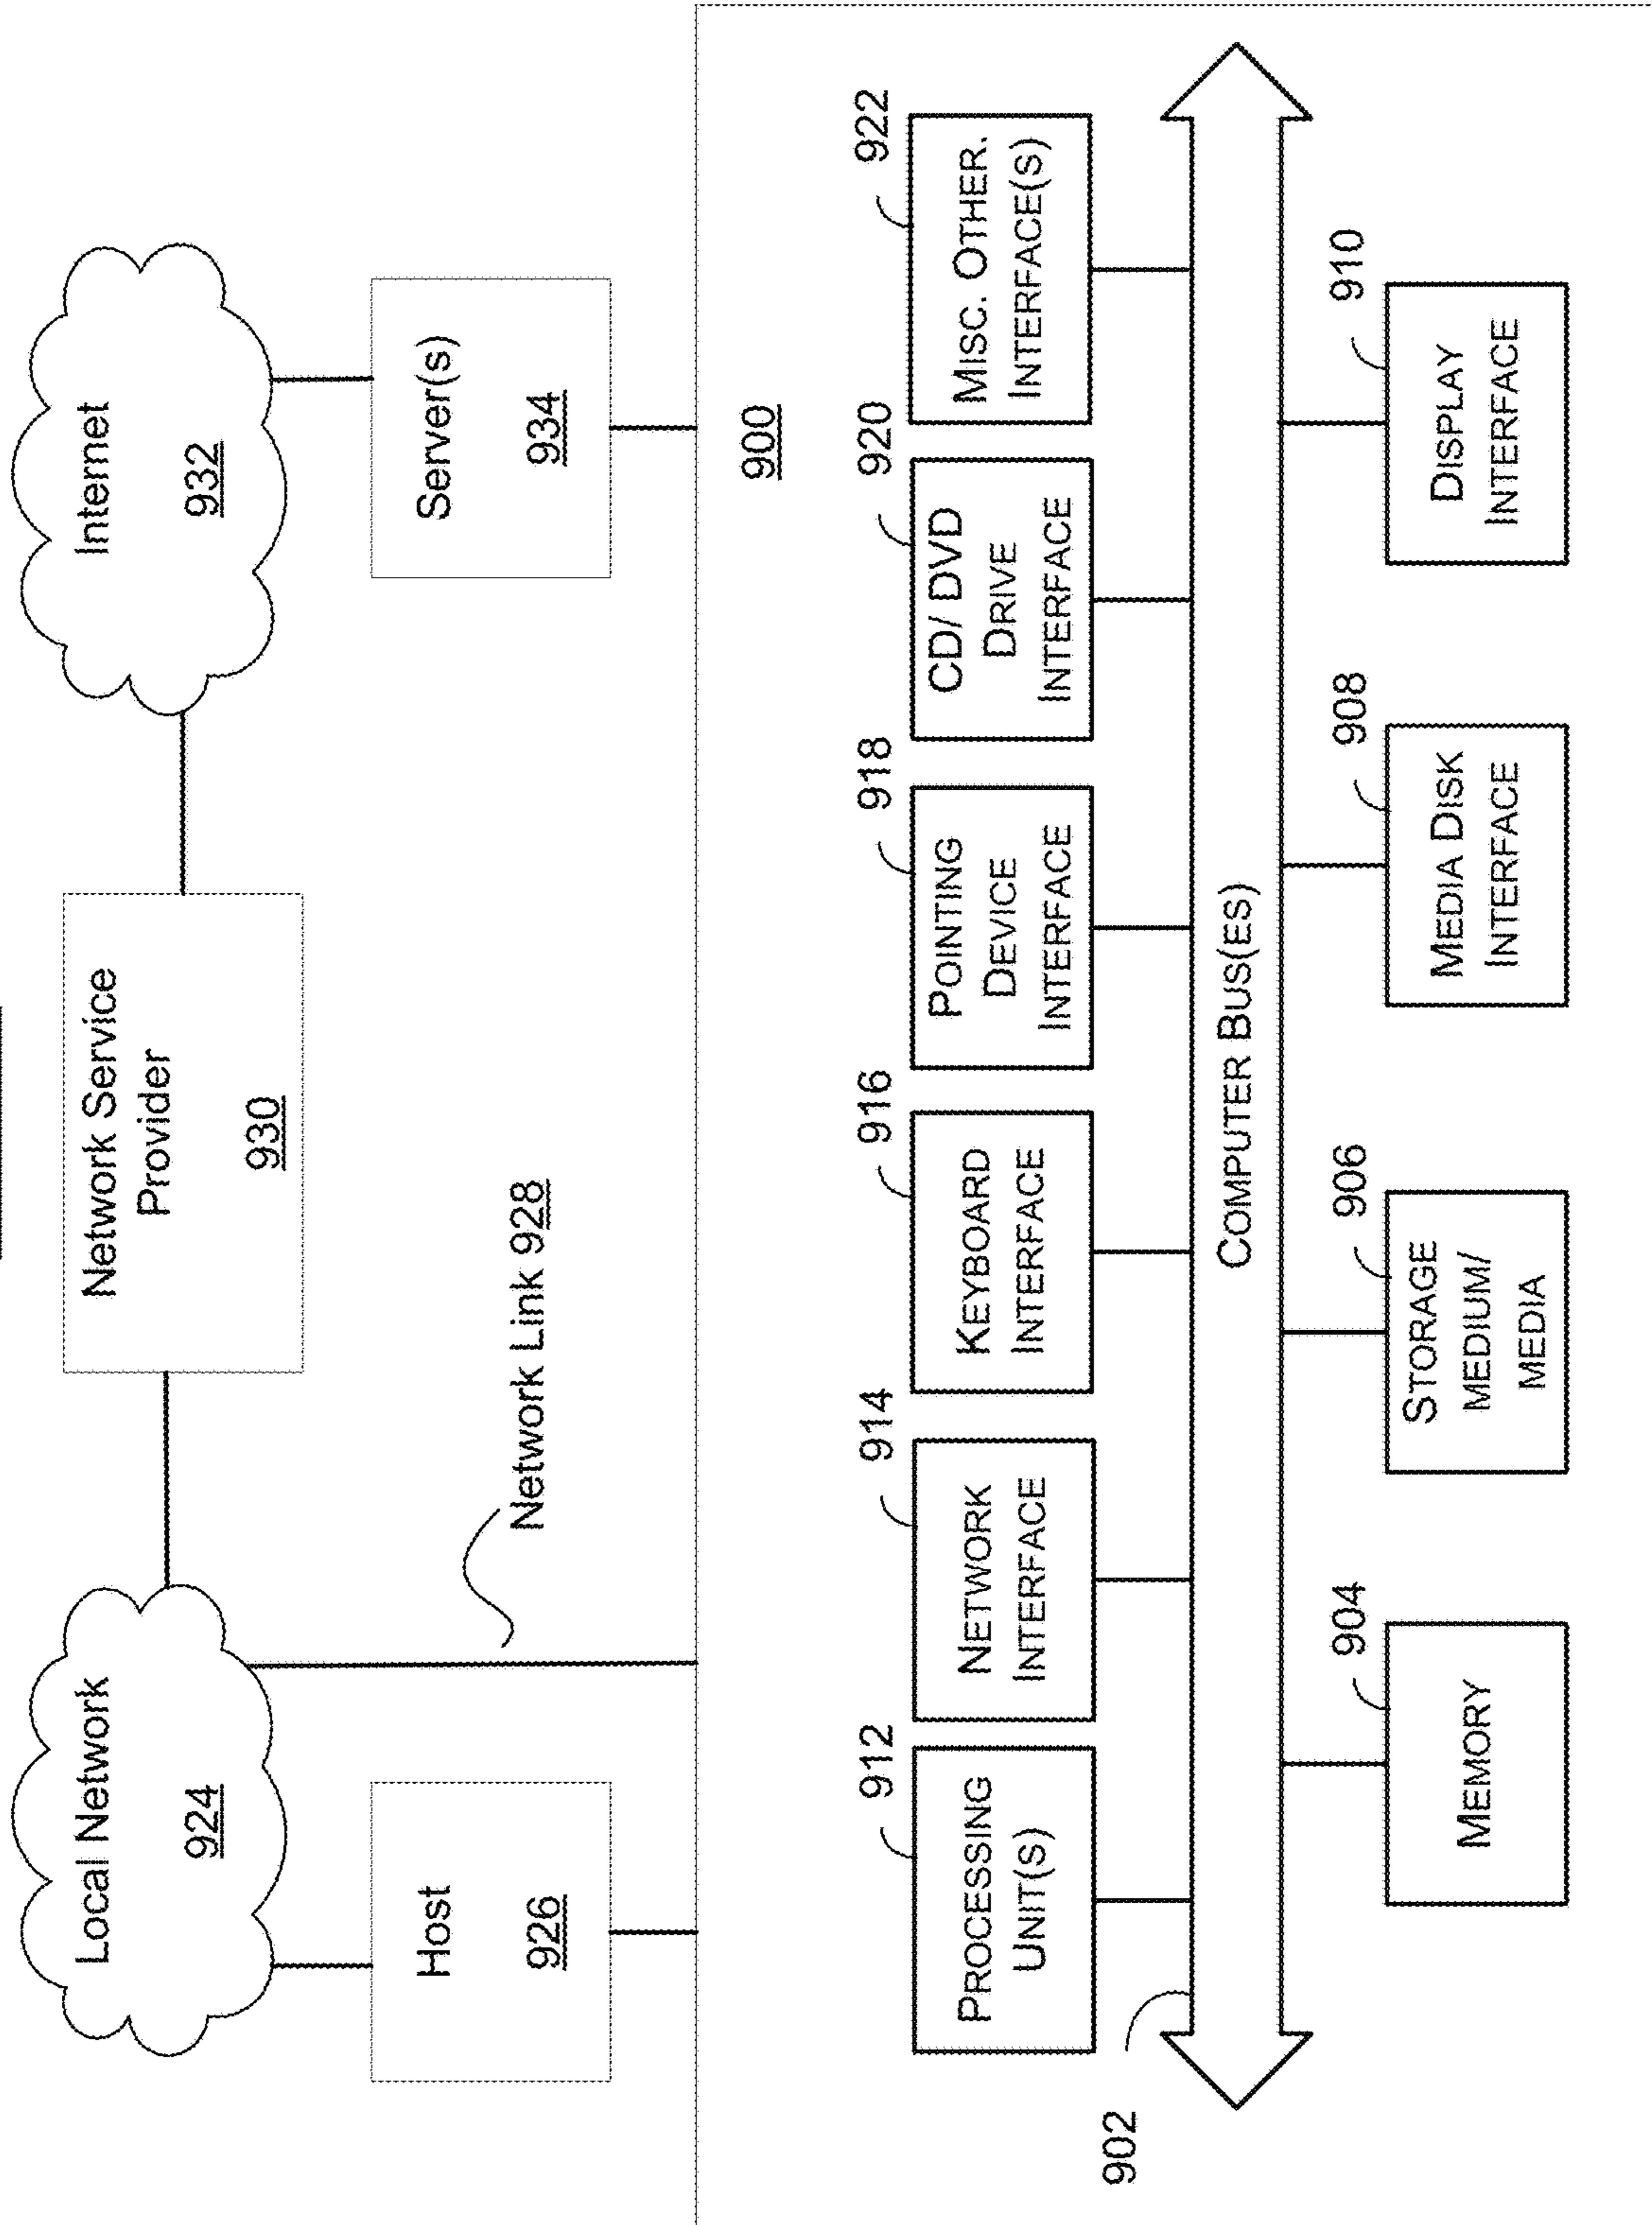 Local Network
924
Network Service
Provider
930
Internet
932
Host
926
Network Link 928
Server(s)
934
900
912
PROCESSING
UNIT(S)
914
NETWORK
INTERFACE
916
KEYBOARD
INTERFACE
918
POINTING
DEVICE
INTERFACE
920
CD/ DVD
DRIVE
INTERFACE
922
MISC. OTHER.
INTERFACE(S)
902
COMPUTER BUS(ES)
904
MEMORY
906
STORAGE
MEDIUM/
MEDIA
908
MEDIA DISK
INTERFACE
910
DISPLAY
INTERFACE